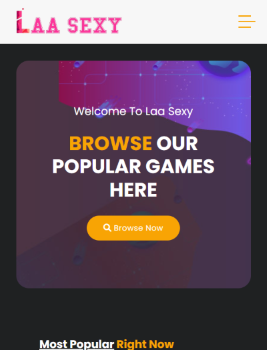 LAA SEXY
Welcome To Laa Sexy
BROWSE OUR
POPULAR GAMES
HERE
Browse Now
Most Popular Right Now